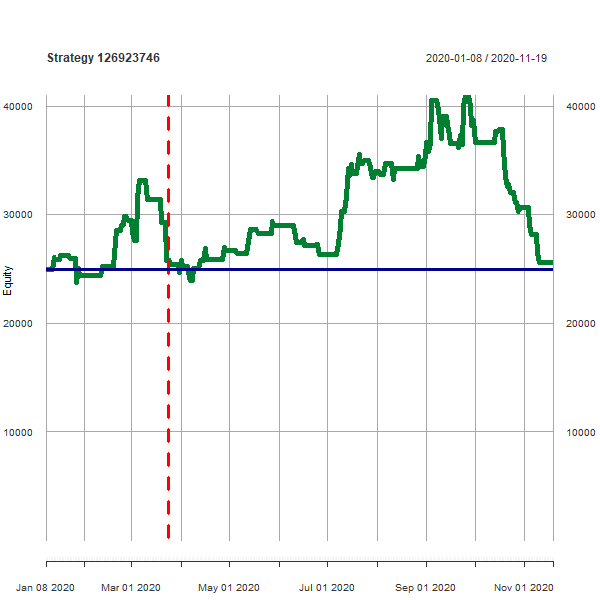 Strategy 126923746
2020-01-08 / 2020-11-19
40000
40000
30000
30000
Equity
20000
20000
10000
10000
Jan 08 2020
Mar 01 2020
May 01 2020
Jul 01 2020
Sep 01 2020
Nov 01 2020